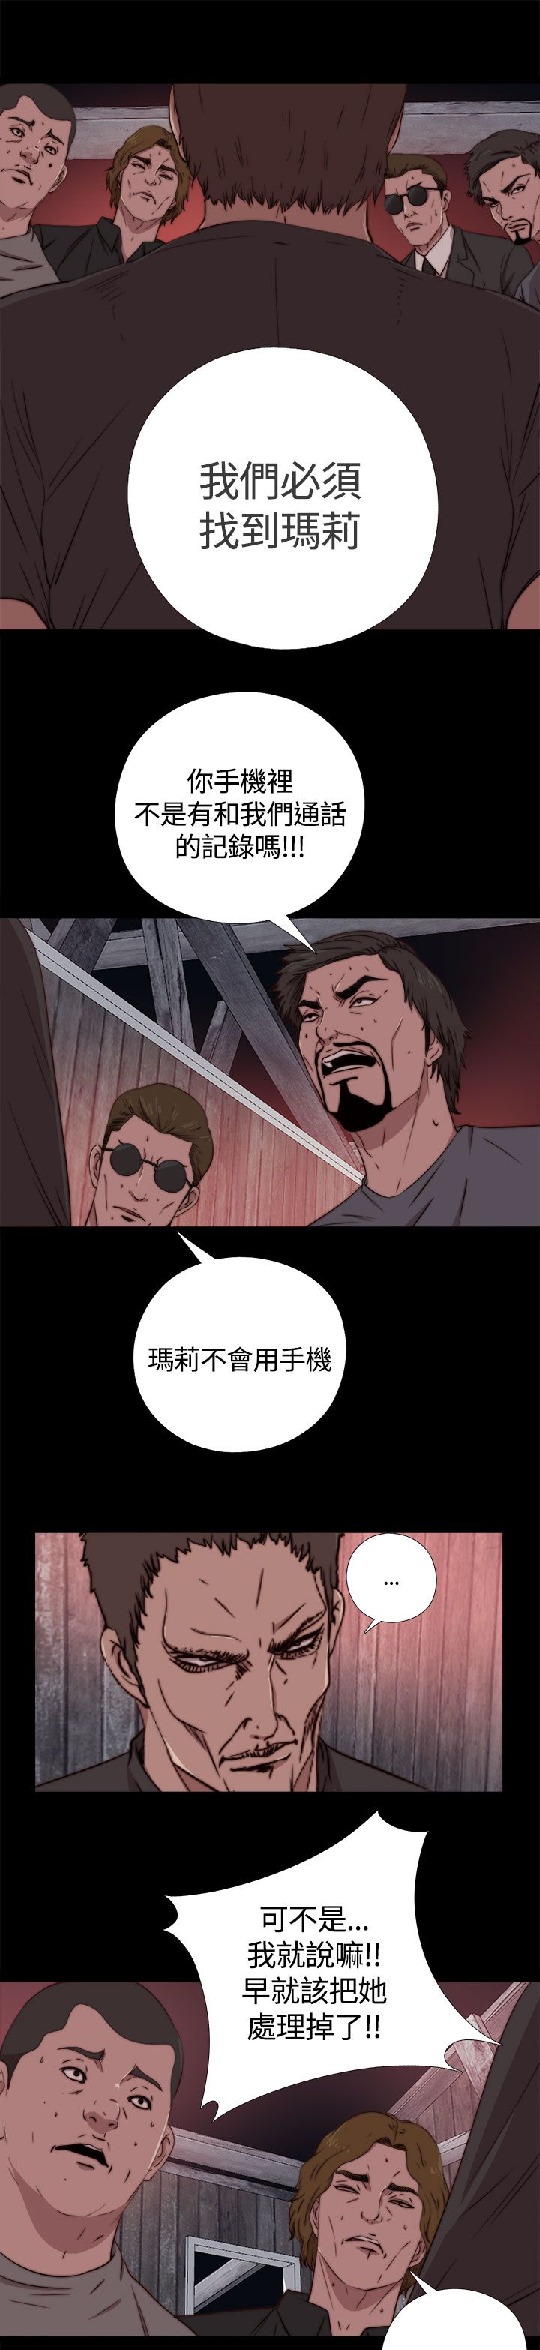 我們必須
找到瑪莉
你手機裡
不是有和我們通話
的記錄嗎!!!
瑪莉不會用手機
...
可不是...
我就說嘛!!
早就該把她
處理掉了!!